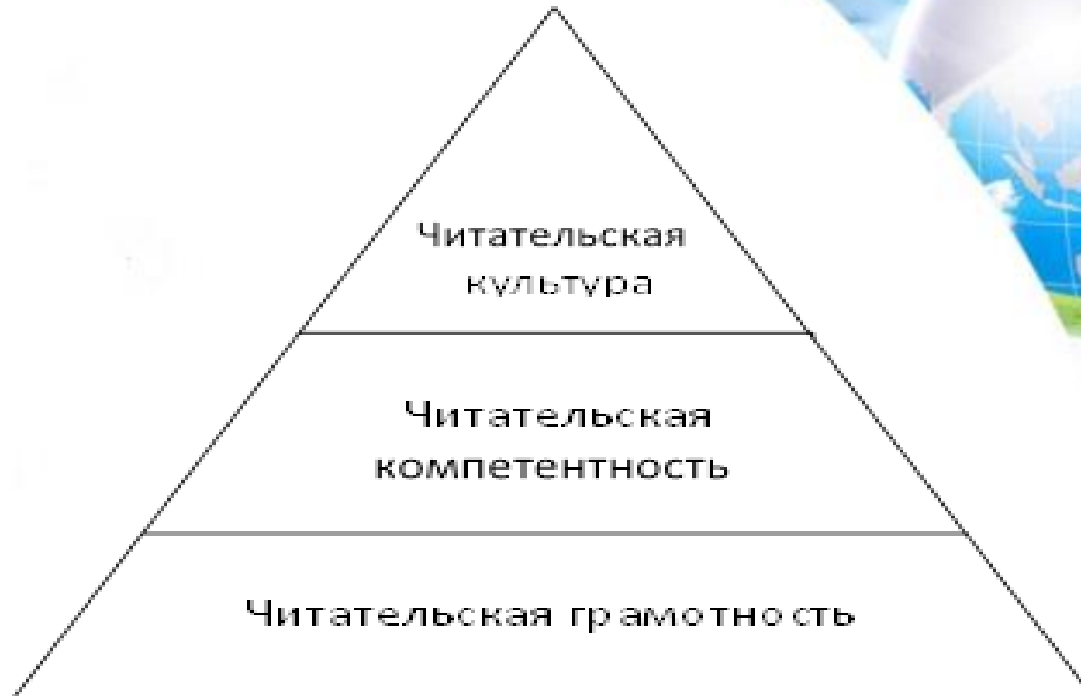 Читательская
культура
Читательская
компетентность
Читательская грамотность